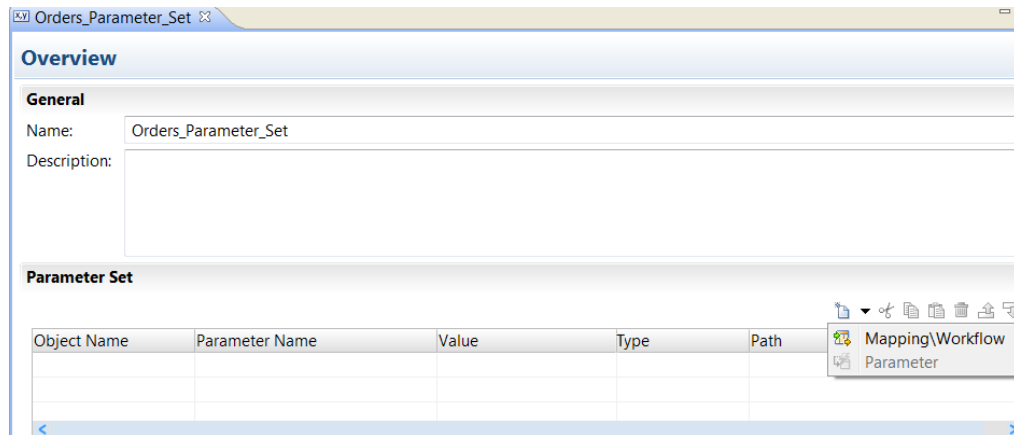 x,y Orders_Parameter_Set
Overview
General
Name: Orders_Parameter_Set
Description:
Parameter Set
Object Name Parameter Name Value Type Path
Mapping\Workflow
Parameter